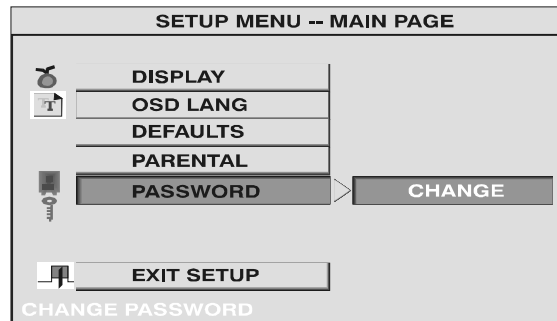 SETUP MENU -- MAIN PAGE
DISPLAY
T
OSD LANG
DEFAULTS
PARENTAL
PASSWORD
CHANGE
EXIT SETUP
CHANGE PASSWORD